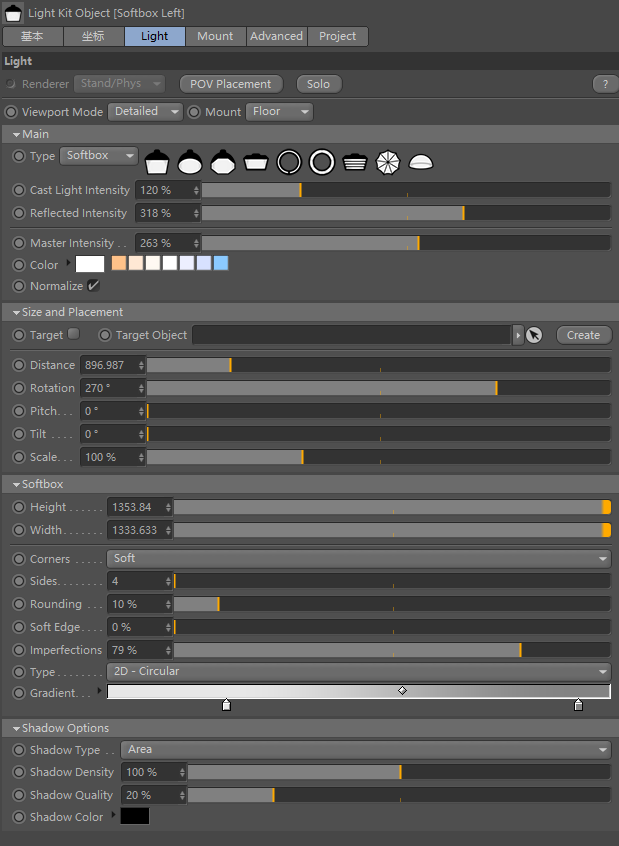 Light Kit Object [Softbox Left]
基本 坐标 Light Mount Advanced Project
Light
Renderer Stand/Phys POV Placement Solo ?
Viewport Mode Detailed Mount Floor
Main
Type Softbox
Cast Light Intensity 120 %
Reflected Intensity 318 %
Master Intensity . . 263 %
Color
Normalize
Size and Placement
Target Target Object Create
Distance 896.987
Rotation 270 °
Pitch. . . 0 °
Tilt . . . . 0 °
Scale. . . 100 %
Softbox
Height . . . . . . 1353.84
Width. . . . . . . 1333.633
Corners . . . . . Soft
Sides. . . . . . . 4
Rounding . . . 10 %
Soft Edge. . . . 0 %
Imperfections 79 %
Type . . . . . . . . 2D - Circular
Gradient. . .
Shadow Options
Shadow Type . . Area
Shadow Density 100 %
Shadow Quality 20 %
Shadow Color